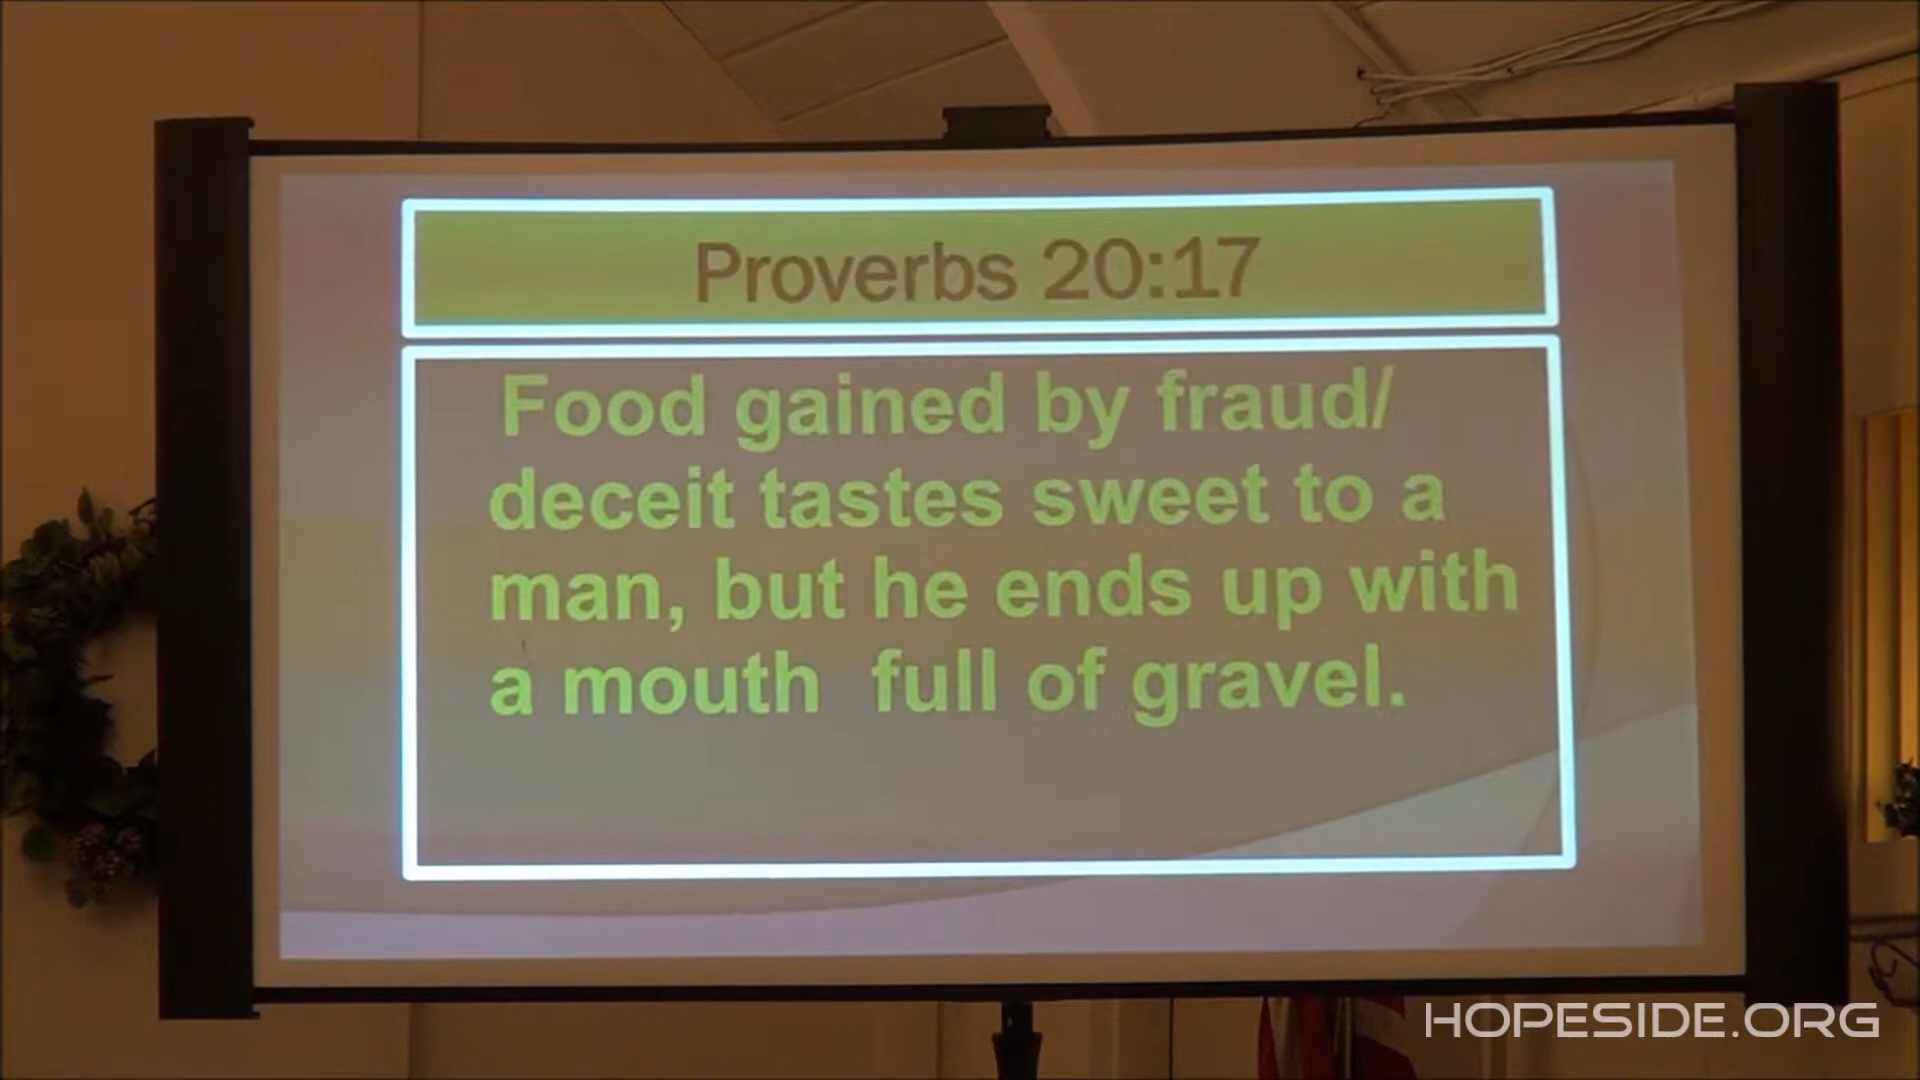 Proverbs 20:17
Food gained by fraud/
deceit tastes sweet to a
man, but he ends up with
a mouth  full of gravel.
HOPESIDE.ORG